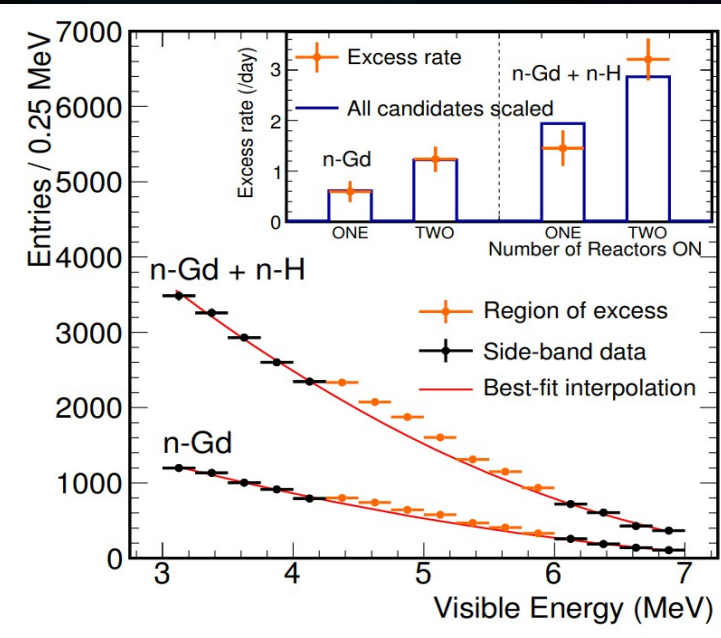 Entries / 0.25 MeV
7000
6000
5000
4000
3000
2000
1000
0
Excess rate (/day)
3
2
1
0
Excess rate
All candidates scaled
n-Gd
n-Gd + n-H
ONE
TWO
ONE
TWO
Number of Reactors ON
n-Gd + n-H
n-Gd
Region of excess
Side-band data
Best-fit interpolation
3
4
5
6
7
Visible Energy (MeV)